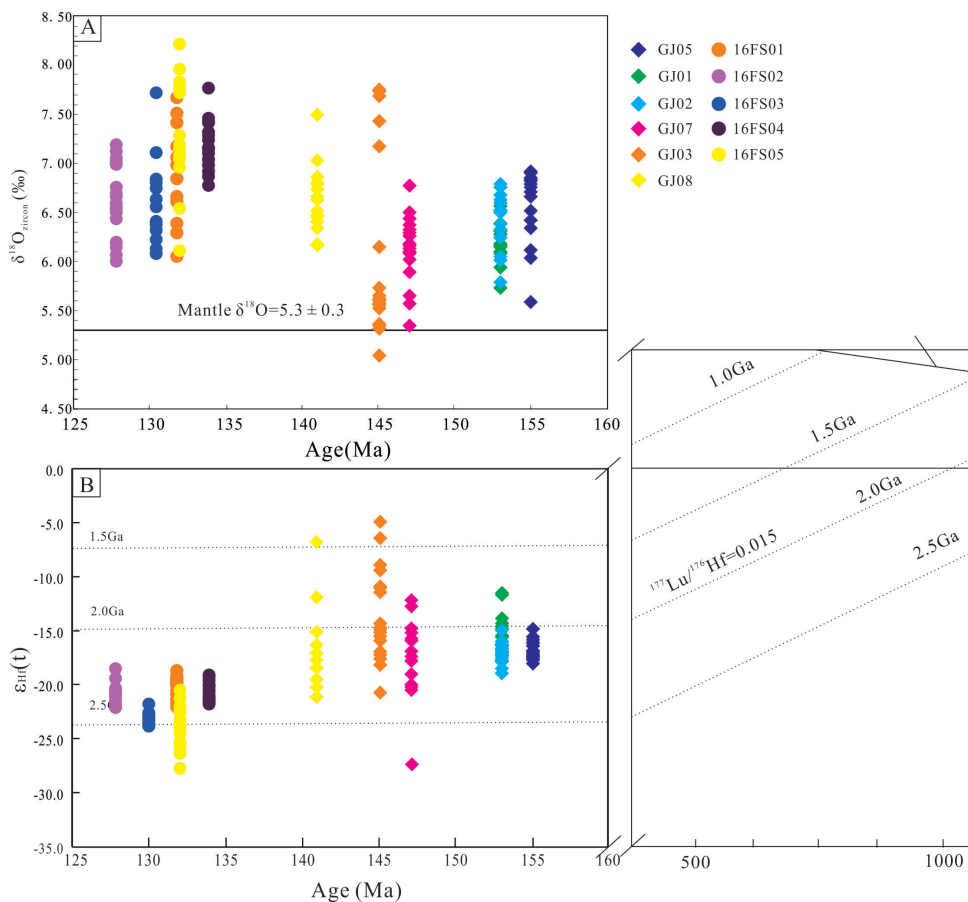 A
8. 50
8. 00
7. 50
7. 00
6. 50
6. 00
5. 50
5. 00
4. 50
δ¹⁸Ozircon (‰)
Mantle δ¹⁸O=5.3 ± 0.3
125 130 135 140 145 150 155 160
Age(Ma)
GJ05 16FS01
GJ01 16FS02
GJ02 16FS03
GJ07 16FS04
GJ03 16FS05
GJ08
B
0.0
-5.0
-10.0
-15.0
-20.0
-25.0
-30.0
-35.0
εHf(t)
1.5Ga
2.0Ga
125 130 135 140 145 150 155 160
Age (Ma)
1.0Ga
1.5Ga
2.0Ga
2.5Ga
¹⁷⁷Lu/¹⁷⁶Hf=0.015
500 1000